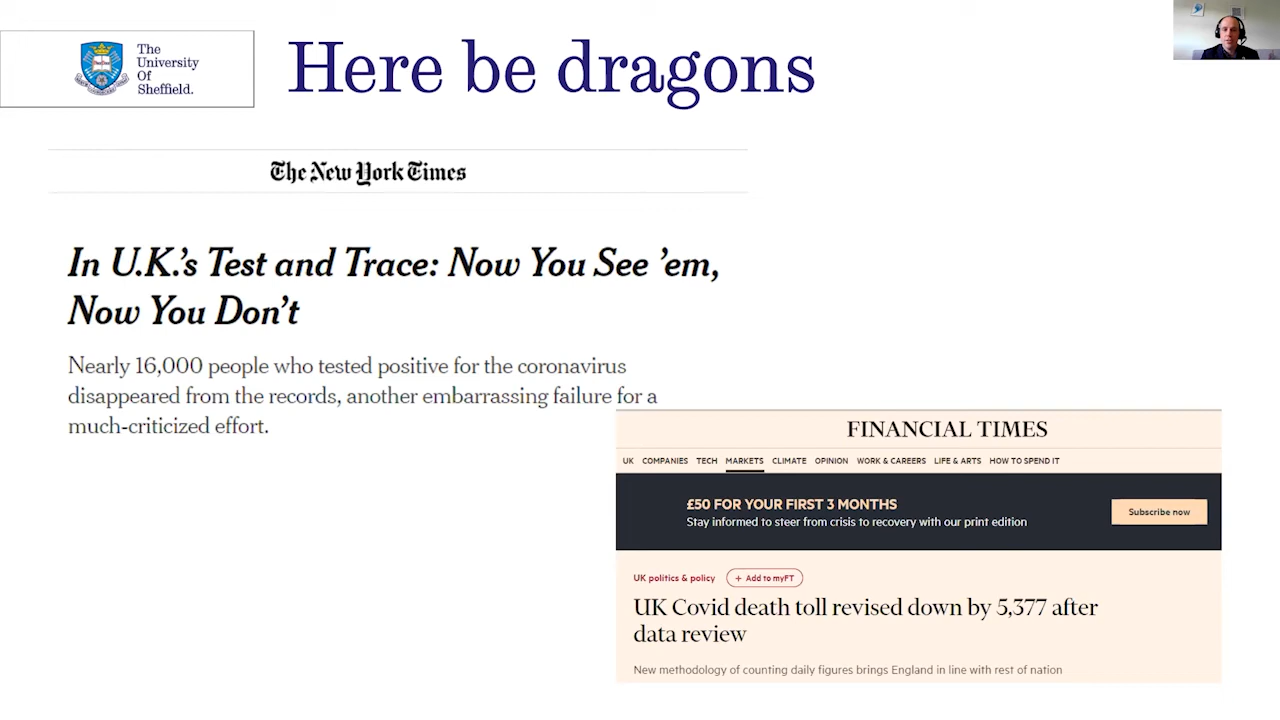 The
University
Of
Sheffield.
Here be dragons
The New York Times
In U.K.'s Test and Trace: Now You See 'em,
Now You Don't
Nearly 16,000 people who tested positive for the coronavirus
disappeared from the records, another embarrassing failure for a
much-criticized effort.
FINANCIAL TIMES
UK COMPANIES TECH MARKETS CLIMATE OPINION WORK & CAREERS LIFE & ARTS HOW TO SPEND IT
£50 FOR YOUR FIRST 3 MONTHS
Stay informed to steer from crisis to recovery with our print edition
Subscribe now
UK politics & policy + Add to myFT
UK Covid death toll revised down by 5,377 after
data review
New methodology of counting daily figures brings England in line with rest of nation